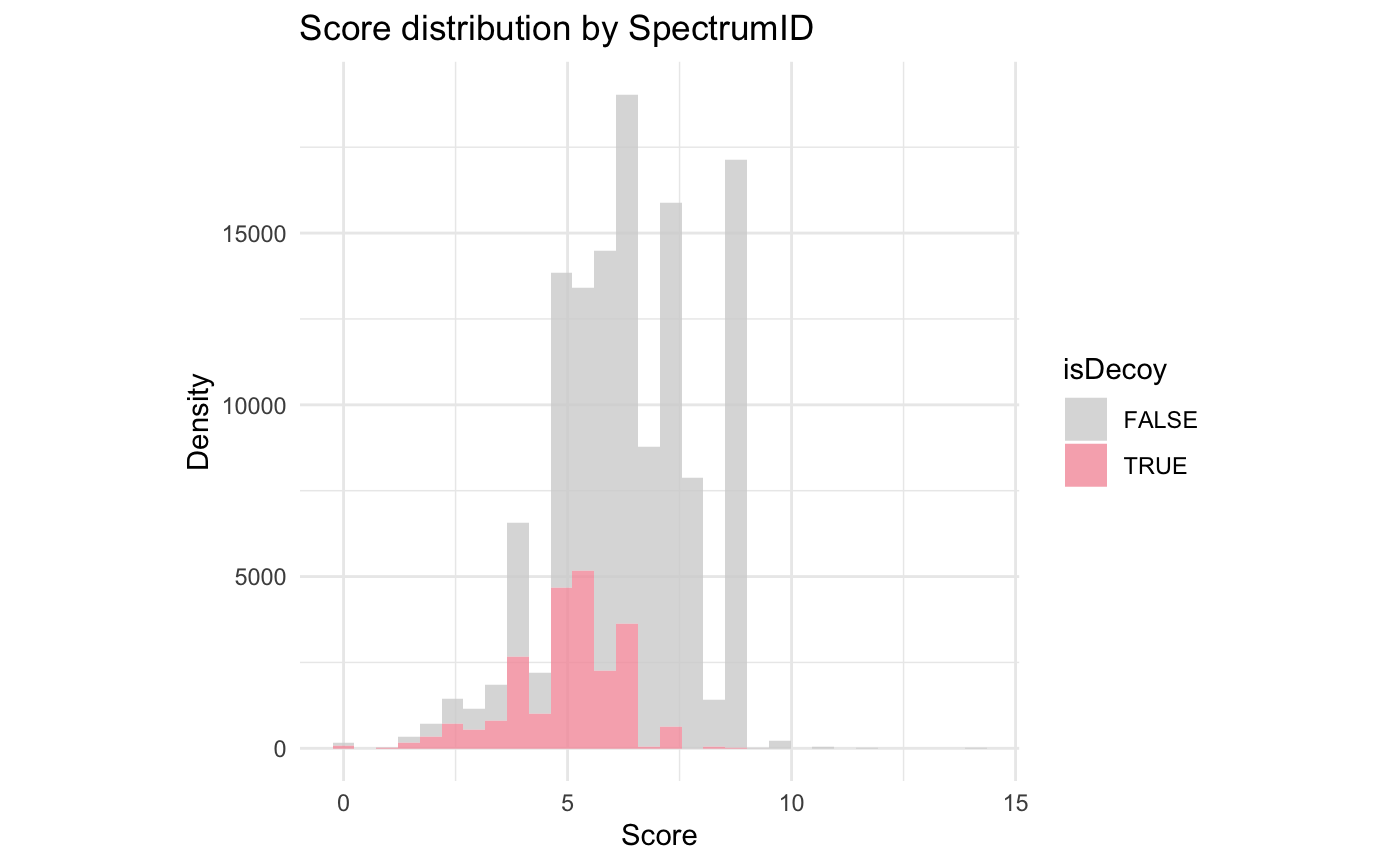 Score distribution by SpectrumID
15000
10000
5000
0
Density
0 5 10 15
Score
isDecoy
FALSE
TRUE